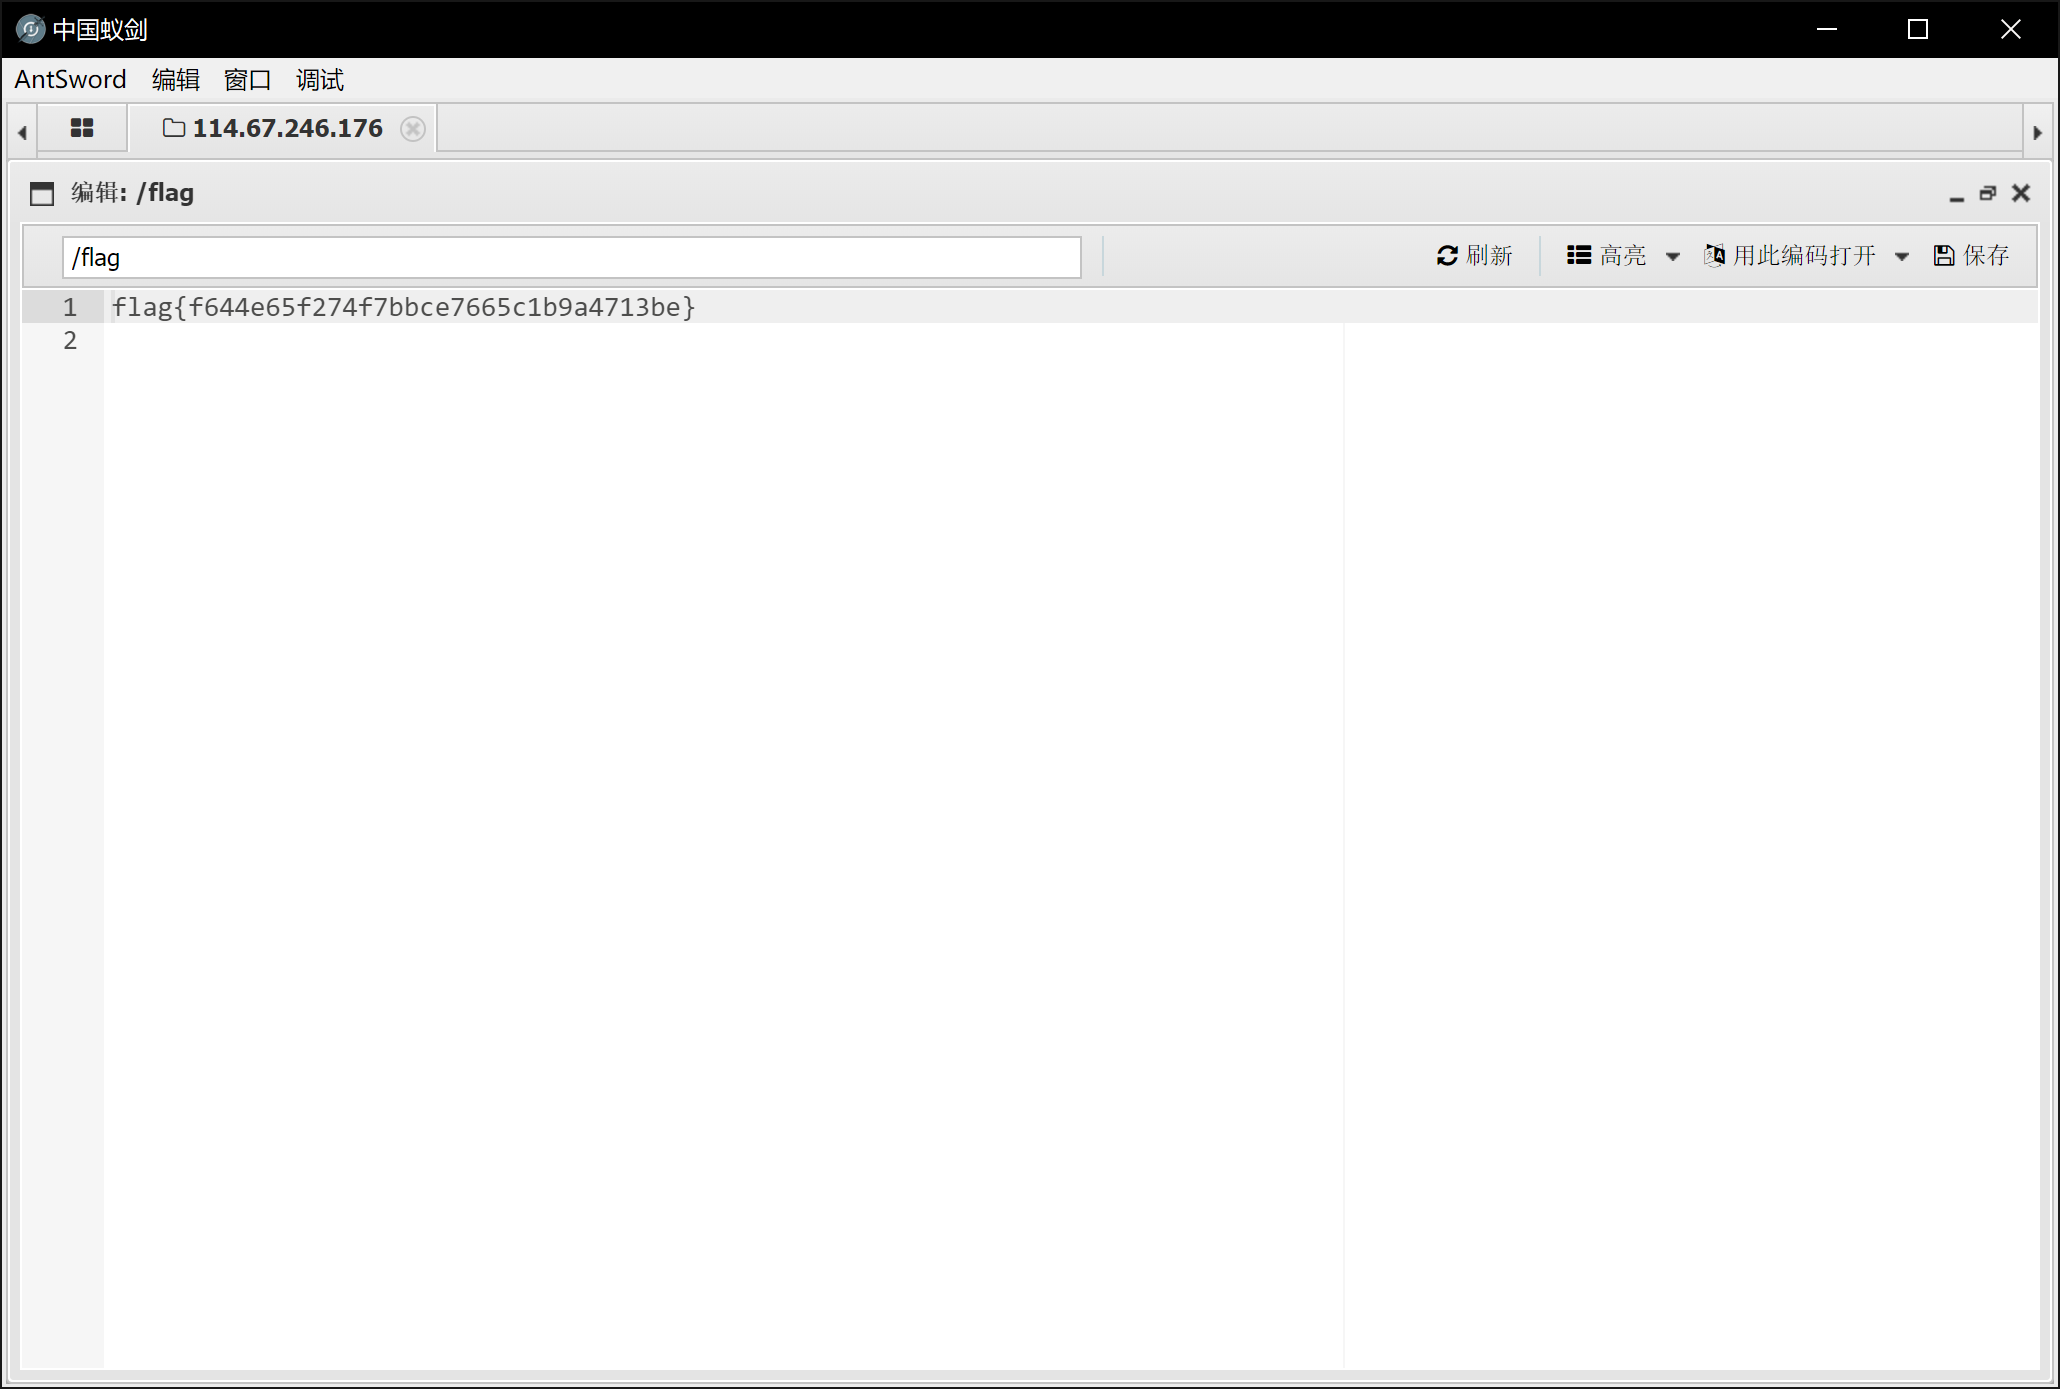 中国蚁剑
AntSword 编辑 窗口 调试
114.67.246.176
编辑: /flag
/flag 刷新 高亮 用此编码打开 保存
1 flag{f644e65f274f7bbce7665c1b9a4713be}
2